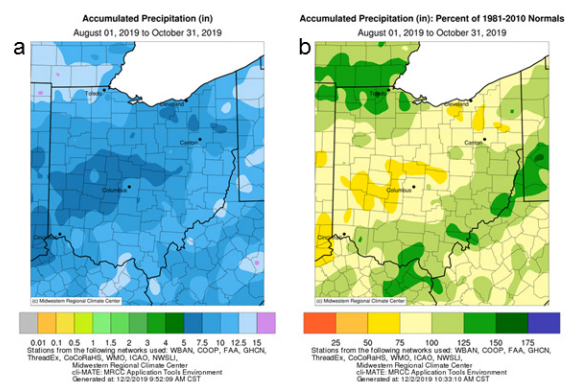 Accumulated Precipitation (in)
August 01, 2019 to October 31, 2019
a
Toledo
Cleveland
Canton
Columbus
Cincinnati
(c) Midwestern Regional Climate Center
0.01 0.1 0.5 1 1.5 2 3 4 5 7.5 10 12.5 15
Stations from the following networks used: WBAN, COOP, FAA, GHCN,
ThreadEx, CoCoRaHS, WMO, ICAO, NWSLI,
Midwestern Regional Climate Center
cli-MATE: MRCC Application Tools Environment
Generated at: 12/2/2019 9:52:09 AM CST
Accumulated Precipitation (in): Percent of 1981-2010 Normals
August 01, 2019 to October 31, 2019
b
Toledo
Cleveland
Canton
Columbus
Cincinnati
(c) Midwestern Regional Climate Center
25 50 75 100 125 150 175
Stations from the following networks used: WBAN, COOP, FAA, GHCN,
ThreadEx, CoCoRaHS, WMO, ICAO, NWSLI,
Midwestern Regional Climate Center
cli-MATE: MRCC Application Tools Environment
Generated at: 12/2/2019 10:33:10 AM CST